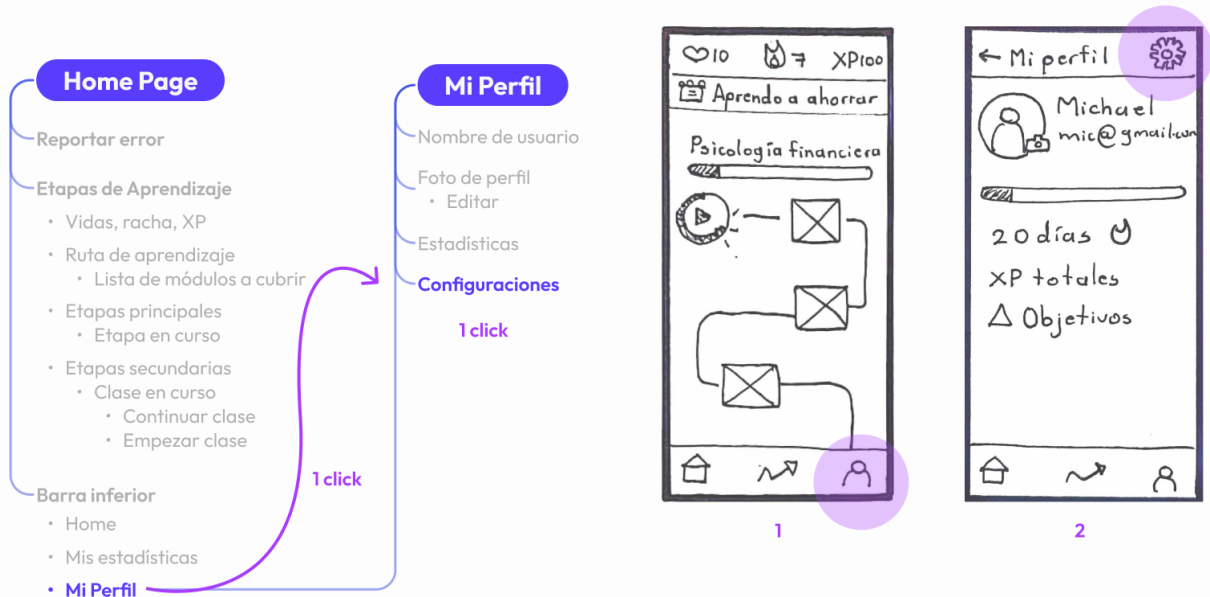 Home Page
Reportar error
Etapas de Aprendizaje
• Vidas, racha, XP
• Ruta de aprendizaje
• Lista de módulos a cubrir
• Etapas principales
• Etapa en curso
• Etapas secundarias
• Clase en curso
• Continuar clase
• Empezar clase
1 click
Barra inferior
• Home
• Mis estadísticas
• Mi Perfil
Mi Perfil
Nombre de usuario
Foto de perfil
• Editar
Estadísticas
Configuraciones
1 click
10 7 XP100
Aprendo a ahorrar
Psicología financiera
1
← Mi perfil
Michael
mic@gmail.com
20 días
XP totales
Objetivos
2